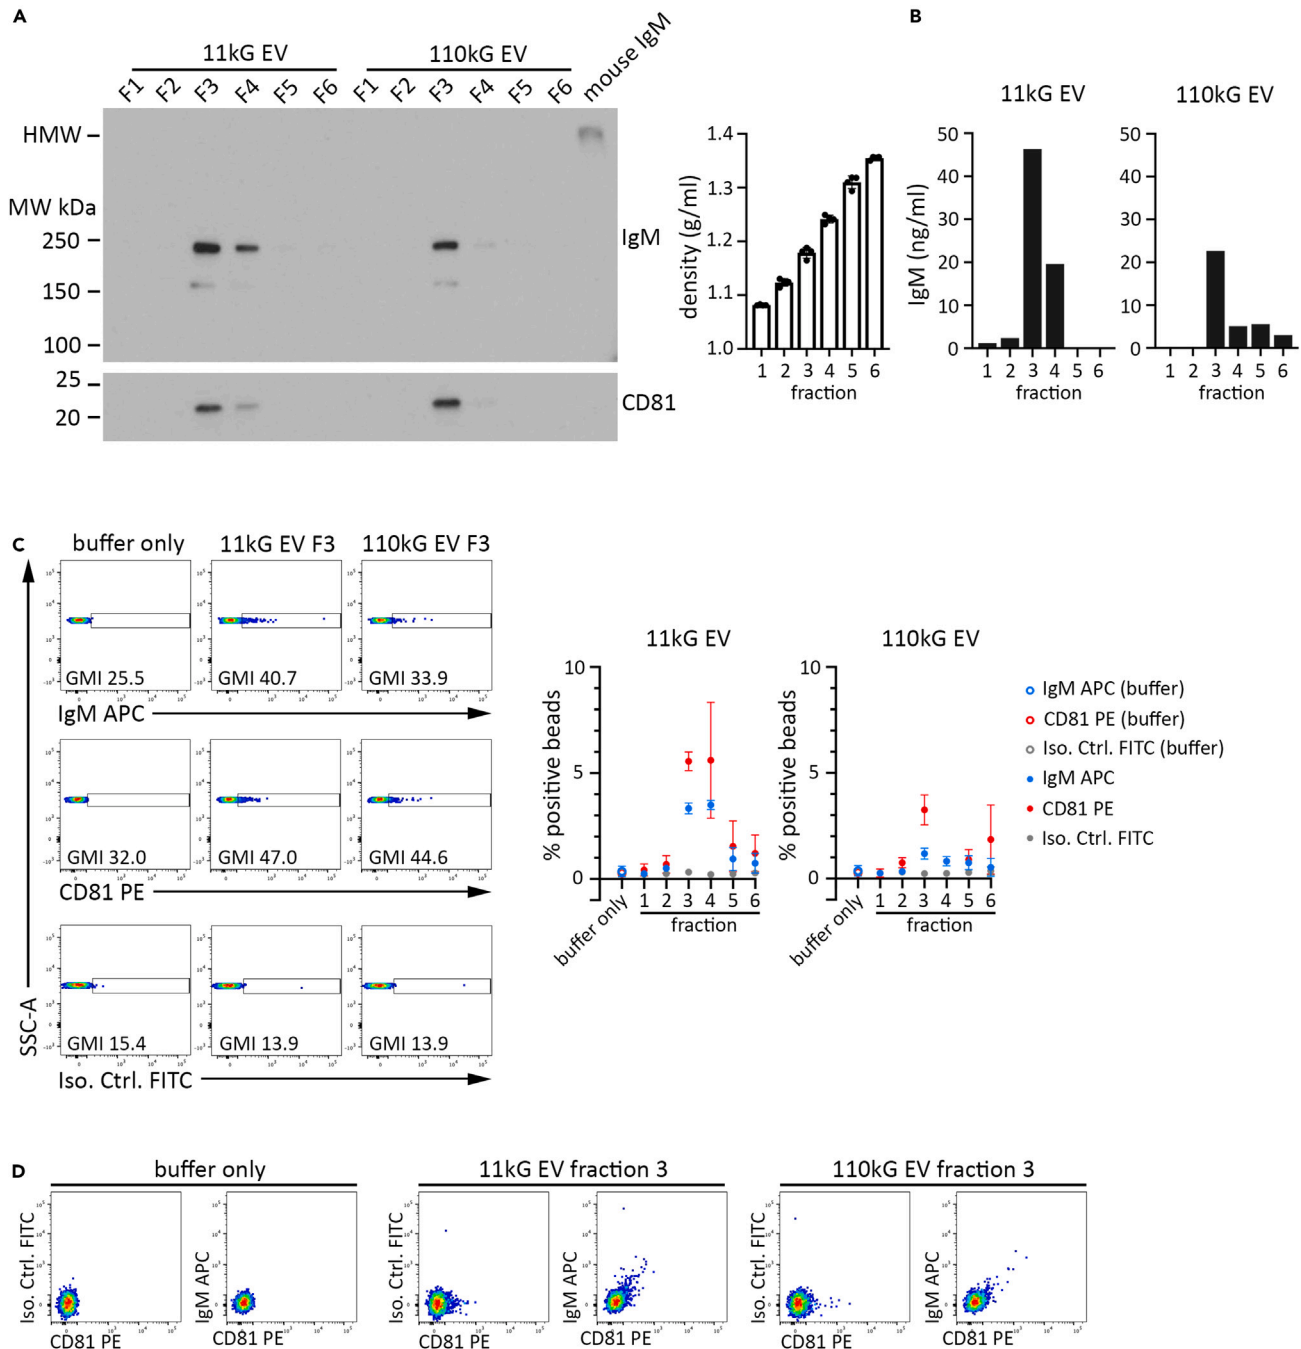 A
11kG EV 110kG EV mouse IgM
F1 F2 F3 F4 F5 F6 F1 F2 F3 F4 F5 F6
HMW
MW kDa
250
150
100
IgM
25
20
CD81
1.4
1.3
1.2
1.1
1.0
density (g/ml)
1 2 3 4 5 6
fraction
B
11kG EV 110kG EV
IgM (ng/ml)
50 50
40 40
30 30
20 20
10 10
0 0
1 2 3 4 5 6 1 2 3 4 5 6
fraction fraction
C
buffer only 11kG EV F3 110kG EV F3
GMI 25.5 GMI 40.7 GMI 33.9
IgM APC
GMI 32.0 GMI 47.0 GMI 44.6
CD81 PE
GMI 15.4 GMI 13.9 GMI 13.9
Iso. Ctrl. FITC
SSC-A
11kG EV 110kG EV
% positive beads % positive beads
10 10
5 5
0 0
buffer only 1 2 3 4 5 6 buffer only 1 2 3 4 5 6
fraction fraction
IgM APC (buffer)
CD81 PE (buffer)
Iso. Ctrl. FITC (buffer)
IgM APC
CD81 PE
Iso. Ctrl. FITC
D
buffer only 11kG EV fraction 3 110kG EV fraction 3
Iso. Ctrl. FITC IgM APC Iso. Ctrl. FITC IgM APC Iso. Ctrl. FITC IgM APC
CD81 PE CD81 PE CD81 PE CD81 PE CD81 PE CD81 PE